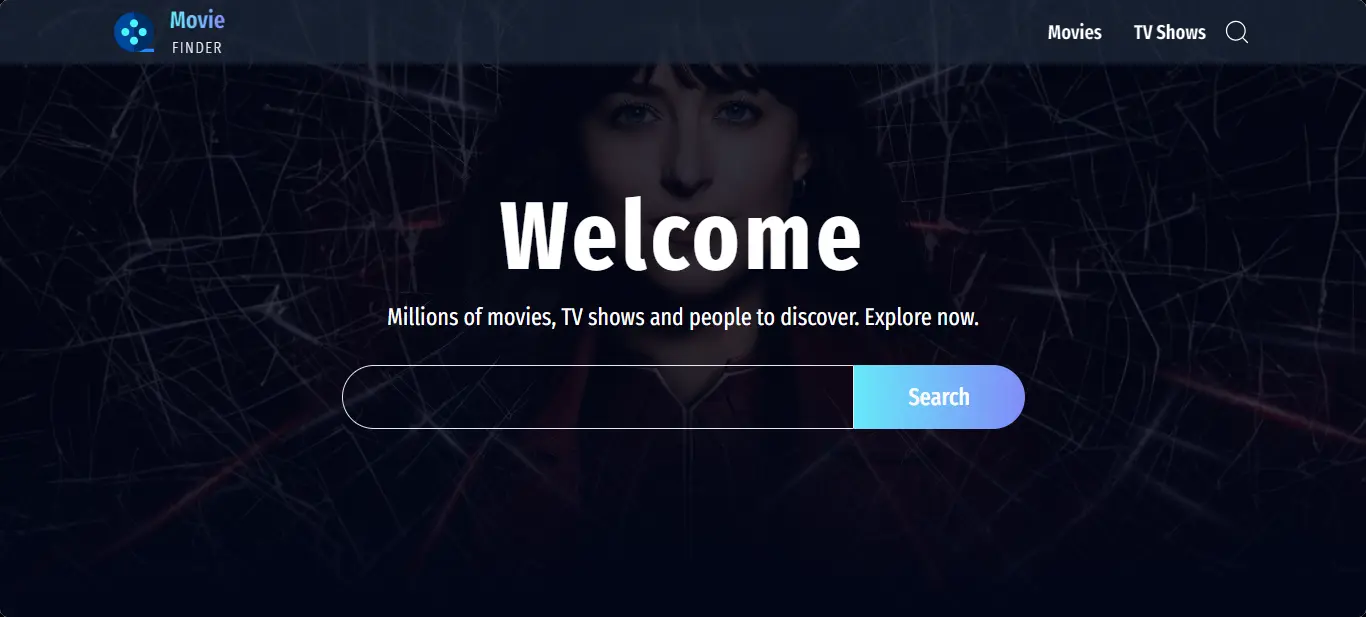 Movie
FINDER
Movies
TV Shows
Welcome
Millions of movies, TV shows and people to discover. Explore now.
Search